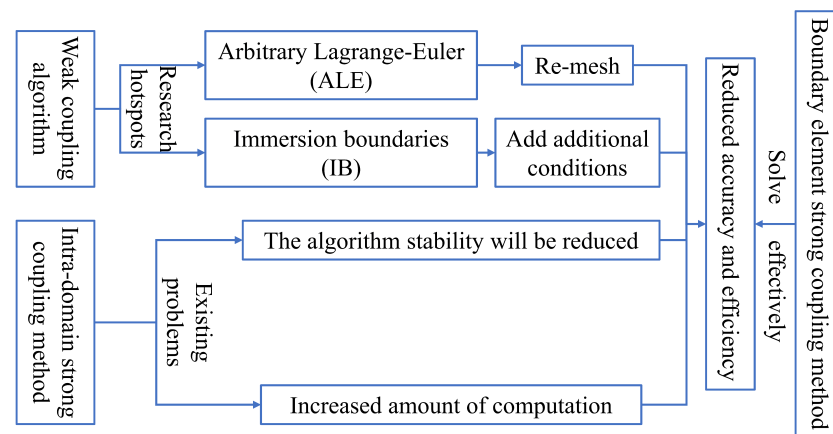 Weak coupling
algorithm
Research
hotspots
Arbitrary Lagrange-Euler
(ALE)
Re-mesh
Immersion boundaries
(IB)
Add additional
conditions
Intra-domain strong
coupling method
Existing
problems
The algorithm stability will be reduced
Increased amount of computation
Reduced accuracy and efficiency
Solve effectively
Boundary element strong coupling method